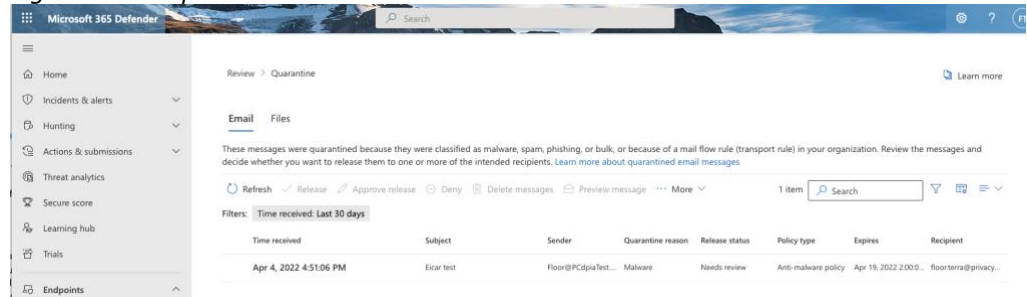 Microsoft 365 Defender
Search
Home
Incidents & alerts
Hunting
Actions & submissions
Threat analytics
Secure score
Learning hub
Trials
Endpoints
Review > Quarantine
Learn more
Email Files
These messages were quarantined because they were classified as malware, spam, phishing, or bulk, or because of a mail flow rule (transport rule) in your organization. Review the messages and
decide whether you want to release them to one or more of the intended recipients. Learn more about quarantined email messages
Refresh Release Approve release Deny Delete messages Preview message ··· More 1 item Search
Filters: Time received: Last 30 days
Time received Subject Sender Quarantine reason Release status Policy type Expires Recipient
Apr 4, 2022 4:51:06 PM Eicar test Floor@PCdpiaTest... Malware Needs review Anti-malware policy Apr 19, 2022 2:00:0... floor.terra@privacy...